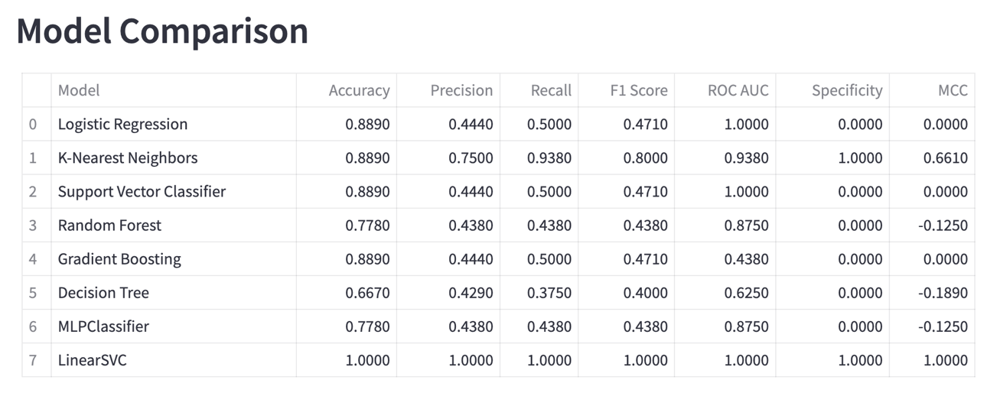 Model Comparison
Model Accuracy Precision Recall F1 Score ROC AUC Specificity MCC
0 Logistic Regression 0.8890 0.4440 0.5000 0.4710 1.0000 0.0000 0.0000
1 K-Nearest Neighbors 0.8890 0.7500 0.9380 0.8000 0.9380 1.0000 0.6610
2 Support Vector Classifier 0.8890 0.4440 0.5000 0.4710 1.0000 0.0000 0.0000
3 Random Forest 0.7780 0.4380 0.4380 0.4380 0.8750 0.0000 -0.1250
4 Gradient Boosting 0.8890 0.4440 0.5000 0.4710 0.4380 0.0000 0.0000
5 Decision Tree 0.6670 0.4290 0.3750 0.4000 0.6250 0.0000 -0.1890
6 MLPClassifier 0.7780 0.4380 0.4380 0.4380 0.8750 0.0000 -0.1250
7 LinearSVC 1.0000 1.0000 1.0000 1.0000 1.0000 1.0000 1.0000